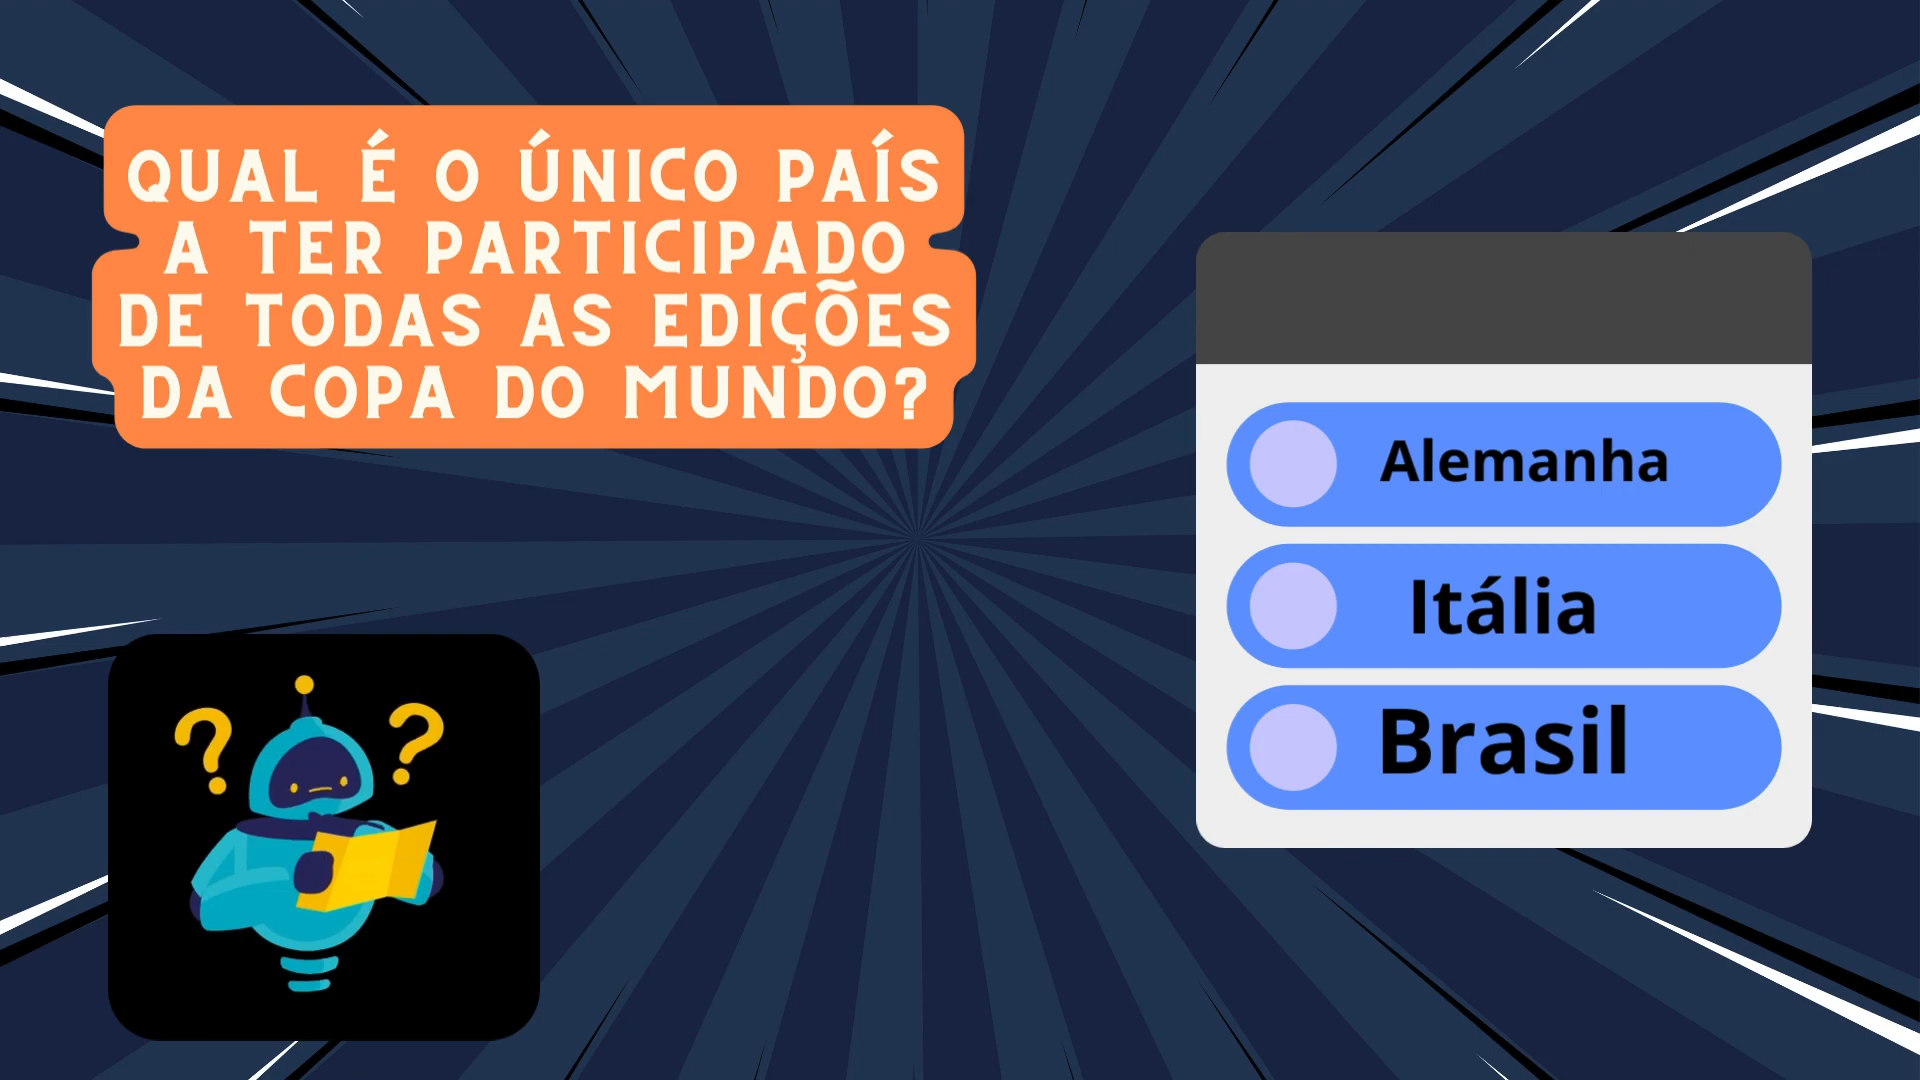 QUAL É O ÚNICO PAÍS
A TER PARTICIPADO
DE TODAS AS EDIÇÕES
DA COPA DO MUNDO?
Alemanha
Itália
Brasil